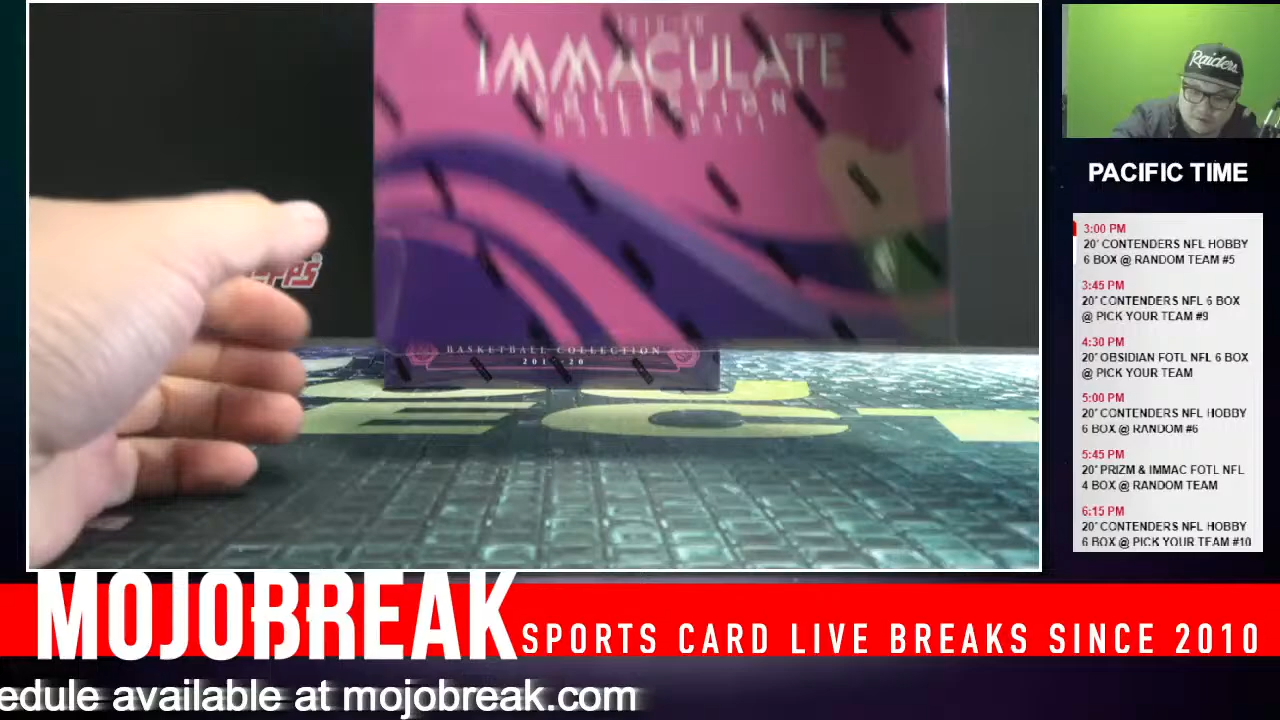 IMMACULATE
COLLECTION
BASKETBALL
BASKETBALL COLLECTION
Raiders
PACIFIC TIME
3:00 PM
20' CONTENDERS NFL HOBBY
6 BOX @ RANDOM TEAM #5
3:45 PM
20' CONTENDERS NFL 6 BOX
@ PICK YOUR TEAM #9
4:30 PM
20' OBSIDIAN FOTL NFL 6 BOX
@ PICK YOUR TEAM
5:00 PM
20' CONTENDERS NFL HOBBY
6 BOX @ RANDOM #6
5:45 PM
20' PRIZM & IMMAC FOTL NFL
4 BOX @ RANDOM TEAM
6:15 PM
20' CONTENDERS NFL HOBBY
6 BOX @ PICK YOUR TEAM #10
MOJOBREAK
SPORTS CARD LIVE BREAKS SINCE 2010
edule available at mojobreak.com